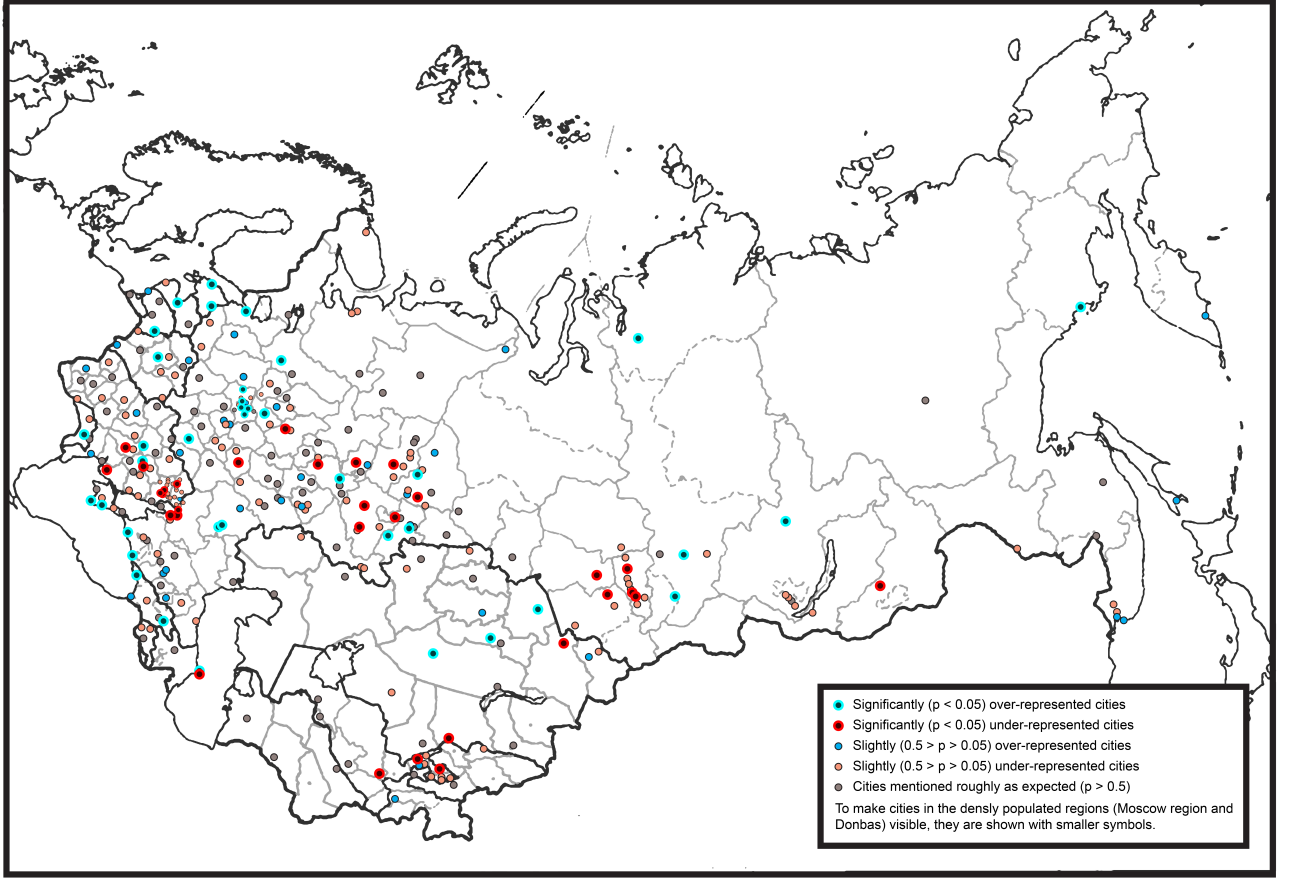 Significantly (p < 0.05) over-represented cities
Significantly (p < 0.05) under-represented cities
Slightly (0.5 > p > 0.05) over-represented cities
Slightly (0.5 > p > 0.05) under-represented cities
Cities mentioned roughly as expected (p > 0.5)
To make cities in the densly populated regions (Moscow region and
Donbas) visible, they are shown with smaller symbols.